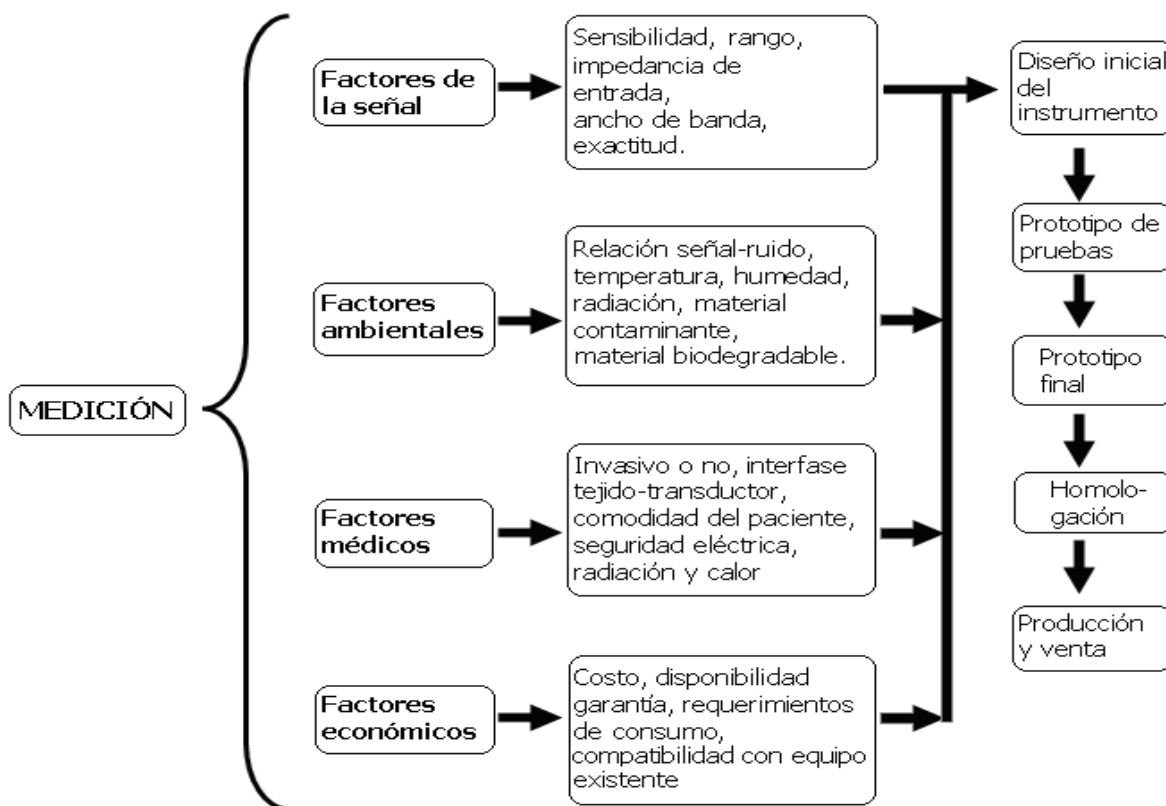 MEDICIÓN
Factores de
la señal
Sensibilidad, rango,
impedancia de
entrada,
ancho de banda,
exactitud.
Factores
ambientales
Relación señal-ruido,
temperatura, humedad,
radiación, material
contaminante,
material biodegradable.
Factores
médicos
Invasivo o no, interfase
tejido-transductor,
comodidad del paciente,
seguridad eléctrica,
radiación y calor
Factores
económicos
Costo, disponibilidad
garantía, requerimientos
de consumo,
compatibilidad con equipo
existente
Diseño inicial
del
instrumento
Prototipo de
pruebas
Prototipo
final
Homolo-
gación
Producción
y venta